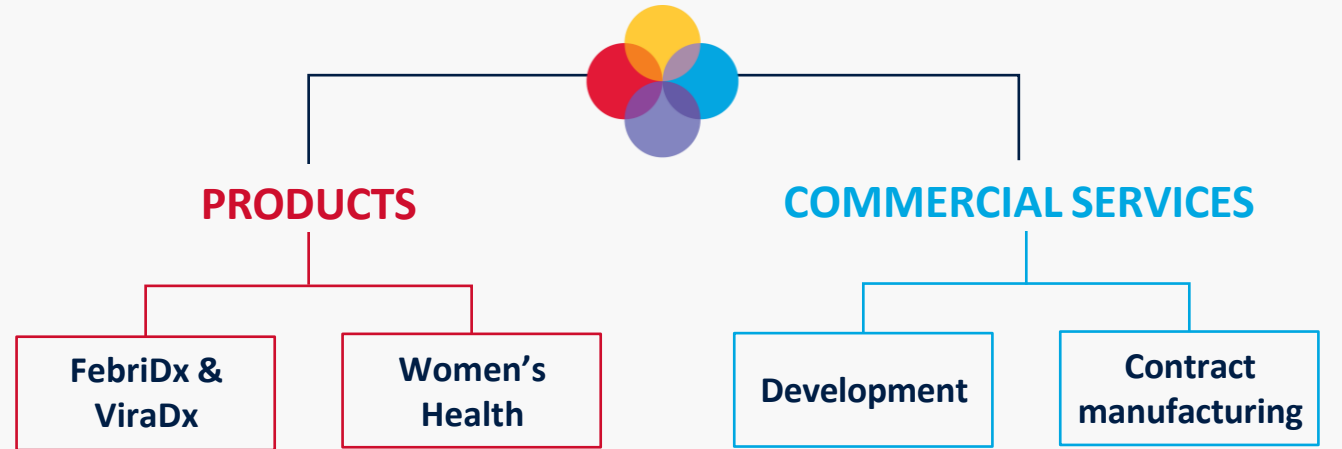 PRODUCTS
COMMERCIAL SERVICES
FebriDx &
ViraDx
Women’s
Health
Development
Contract
manufacturing